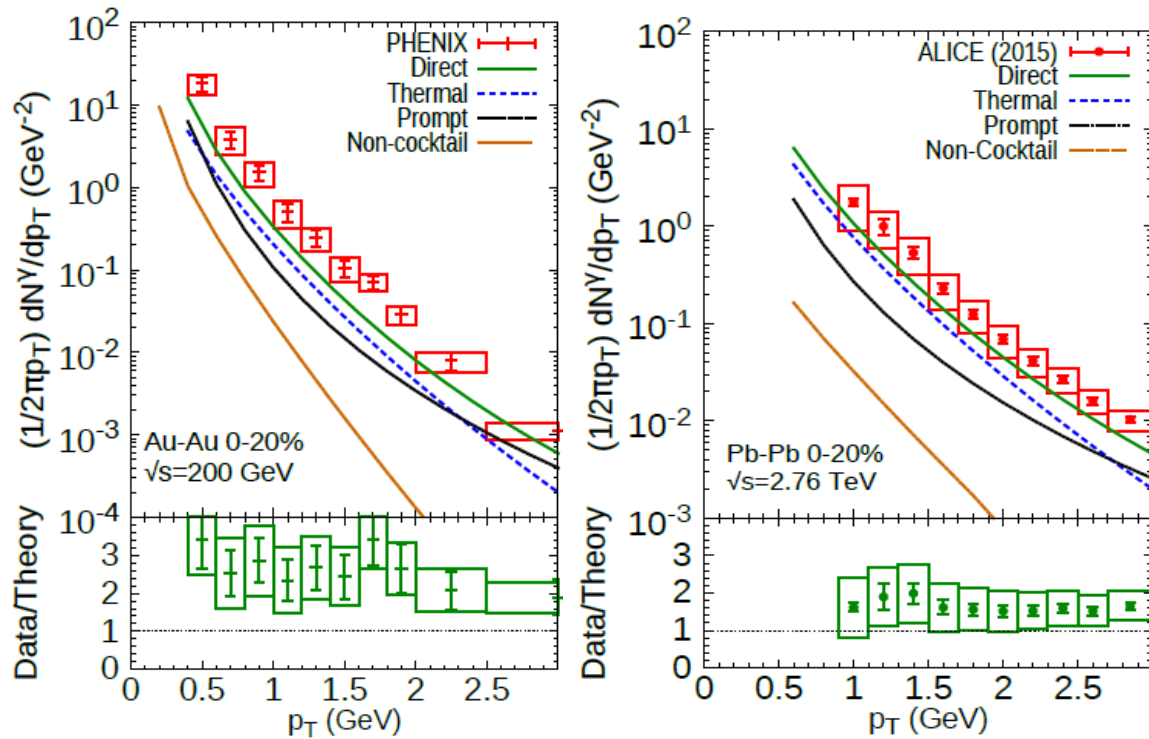 (1/2πp_T) dN^γ/dp_T (GeV^-2)
10^2
10^1
10^0
10^-1
10^-2
10^-3
10^-4
PHENIX
Direct
Thermal
Prompt
Non-cocktail
Au-Au 0-20%
√s=200 GeV
Data/Theory
3
2
1
0
0 0.5 1 1.5 2 2.5
p_T (GeV)
(1/2πp_T) dN^γ/dp_T (GeV^-2)
10^2
10^1
10^0
10^-1
10^-2
10^-3
ALICE (2015)
Direct
Thermal
Prompt
Non-Cocktail
Pb-Pb 0-20%
√s=2.76 TeV
Data/Theory
3
2
1
0
0 0.5 1 1.5 2 2.5
p_T (GeV)